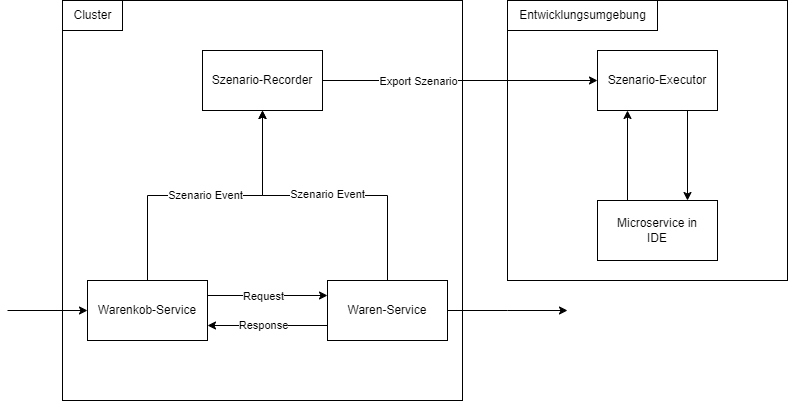 Cluster
Entwicklungsumgebung
Szenario-Recorder
Export Szenario
Szenario-Executor
Szenario Event
Szenario Event
Microservice in
IDE
Warenkob-Service
Request
Response
Waren-Service